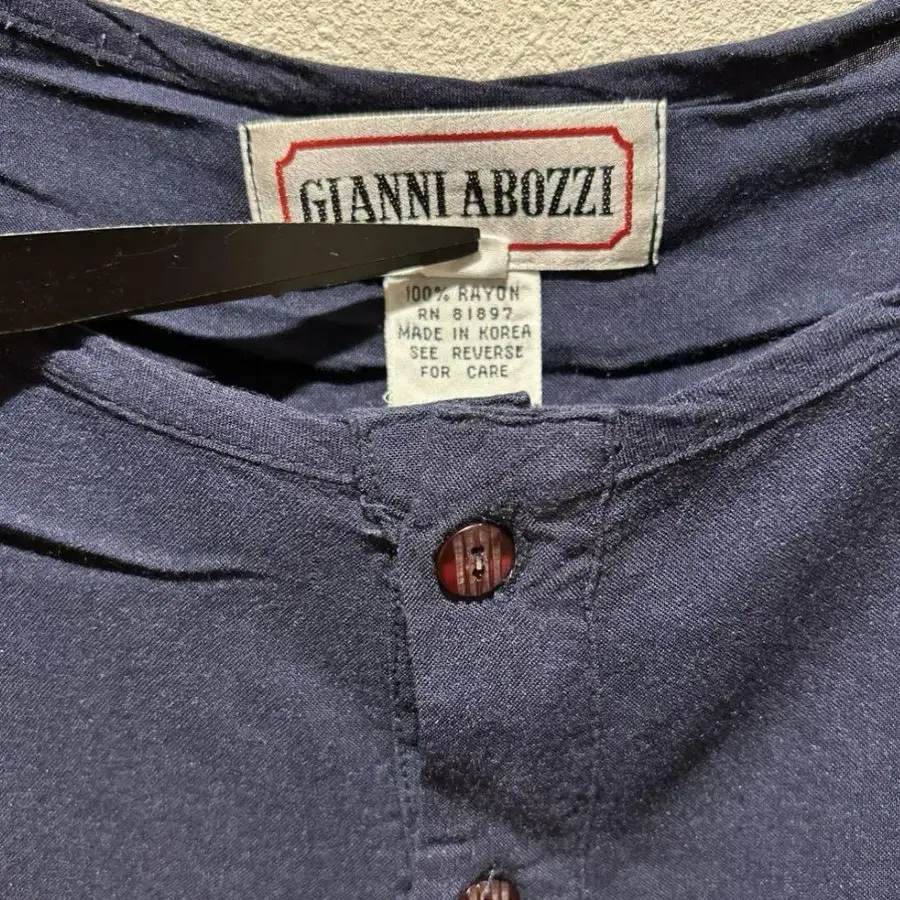 GIANNI ABOZZI
100% RAYON
RN 81897
MADE IN KOREA
SEE REVERSE
FOR CARE